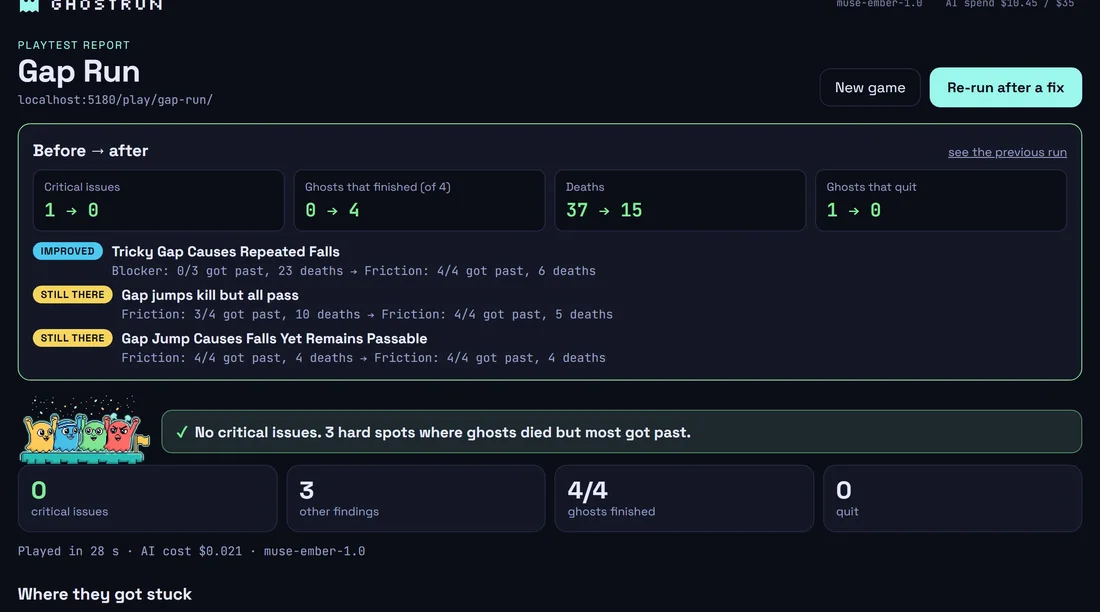 GHOSTRUN
muse-ember-1.0 AI spend $10.45 / $35
PLAYTEST REPORT
Gap Run
localhost:5180/play/gap-run/
New game
Re-run after a fix
Before → after
see the previous run
Critical issues
1 → 0
Ghosts that finished (of 4)
0 → 4
Deaths
37 → 15
Ghosts that quit
1 → 0
IMPROVED Tricky Gap Causes Repeated Falls
Blocker: 0/3 got past, 23 deaths → Friction: 4/4 got past, 6 deaths
STILL THERE Gap jumps kill but all pass
Friction: 3/4 got past, 10 deaths → Friction: 4/4 got past, 5 deaths
STILL THERE Gap Jump Causes Falls Yet Remains Passable
Friction: 4/4 got past, 4 deaths → Friction: 4/4 got past, 4 deaths
✓ No critical issues. 3 hard spots where ghosts died but most got past.
0
critical issues
3
other findings
4/4
ghosts finished
0
quit
Played in 28 s · AI cost $0.021 · muse-ember-1.0
Where they got stuck